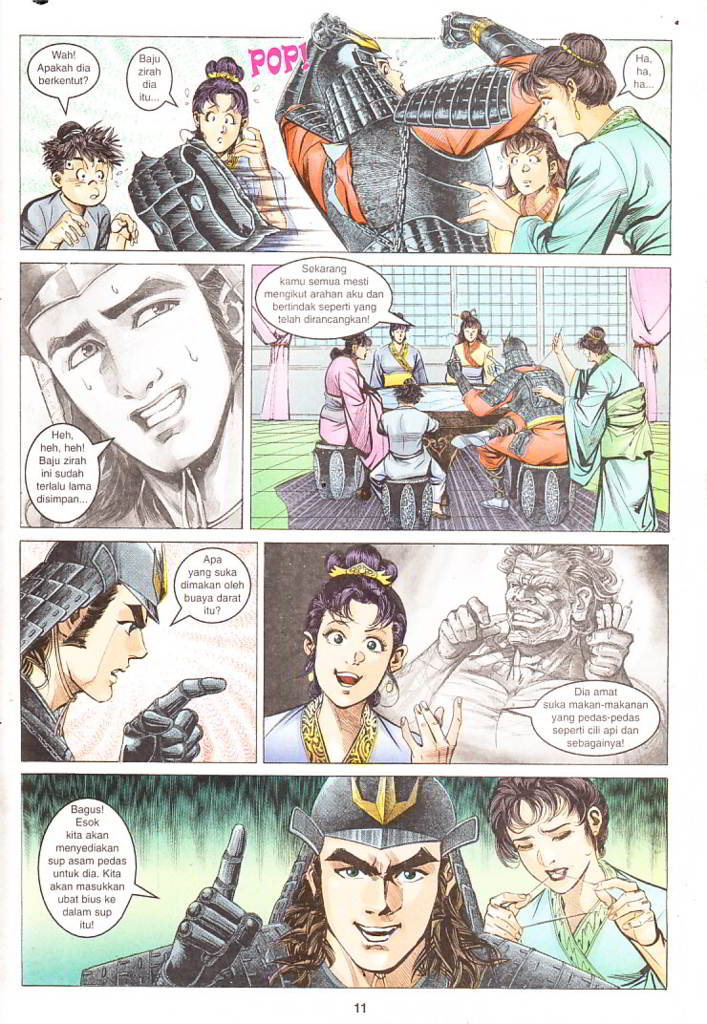 Wah!
Apakah dia
berkentut?
Baju
zirah
dia
itu...
POP!
Ha,
ha,
ha...
Heh,
heh, heh!
Baju zirah
ini sudah
terlalu lama
disimpan...
Sekarang
kamu semua mesti
mengikut arahan aku dan
bertindak seperti yang
telah dirancangkan!
Apa
yang suka
dimakan oleh
buaya darat
itu?
Dia amat
suka makan-makanan
yang pedas-pedas
seperti cili api dan
sebagainya!
Bagus!
Esok
kita akan
menyediakan
sup asam pedas
untuk dia. Kita
akan masukkan
ubat bius ke
dalam sup
itu!
11